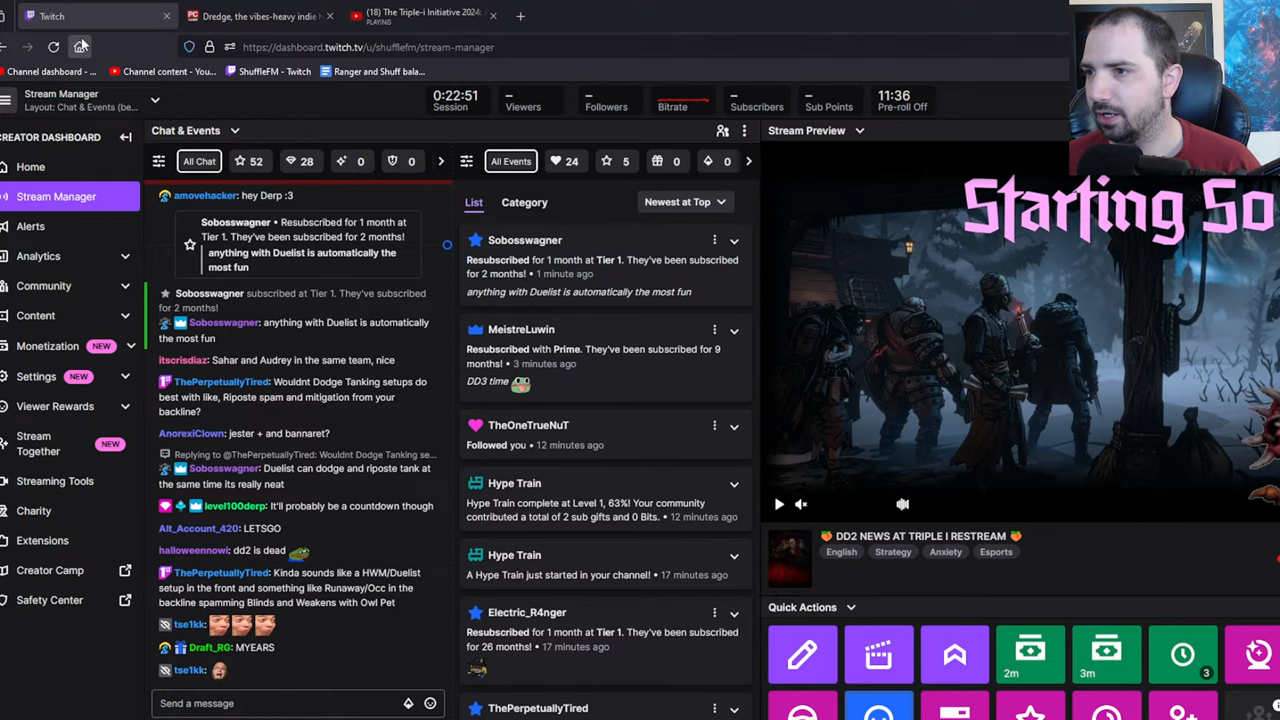 Twitch
Dredge, the vibes-heavy indie h
(18) The Triple-i Initiative 2024:
PLAYING
https://dashboard.twitch.tv/u/shufflefm/stream-manager
Channel dashboard - ...
Channel content - You...
ShuffleFM - Twitch
Ranger and Shuff bala...
Stream Manager
Layout: Chat & Events (be...
0:22:51
Session
–
Viewers
–
Followers
Bitrate
–
Subscribers
–
Sub Points
11:36
Pre-roll Off
CREATOR DASHBOARD
Home
Stream Manager
Alerts
Analytics
Community
Content
Monetization NEW
Settings NEW
Viewer Rewards
Stream
Together NEW
Streaming Tools
Charity
Extensions
Creator Camp
Safety Center
Chat & Events
All Chat
52
28
0
0
amovehacker: hey Derp :3
Sobosswagner • Resubscribed for 1 month at
Tier 1. They've been subscribed for 2 months!
anything with Duelist is automatically the
most fun
Sobosswagner subscribed at Tier 1. They've subscribed
for 2 months!
Sobosswagner: anything with Duelist is automatically
the most fun
itscrisdiaz: Sahar and Audrey in the same team, nice
ThePerpetuallyTired: Wouldnt Dodge Tanking setups do
best with like, Riposte spam and mitigation from your
backline?
AnorexiClown: jester + and bannaret?
Replying to @ThePerpetuallyTired: Wouldnt Dodge Tanking se...
Sobosswagner: Duelist can dodge and riposte tank at
the same time its really neat
level100derp: It'll probably be a countdown though
Alt_Account_420: LETSGO
halloweennowi: dd2 is dead
ThePerpetuallyTired: Kinda sounds like a HWM/Duelist
setup in the front and something like Runaway/Occ in the
backline spamming Blinds and Weakens with Owl Pet
tse1kk:
Draft_RG: MYEARS
tse1kk:
Send a message
All Events
24
5
0
0
List
Category
Newest at Top
Sobosswagner
Resubscribed for 1 month at Tier 1. They've been subscribed
for 2 months! • 1 minute ago
anything with Duelist is automatically the most fun
MeistreLuwin
Resubscribed with Prime. They've been subscribed for 9
months! • 3 minutes ago
DD3 time
TheOneTrueNuT
Followed you • 12 minutes ago
Hype Train
Hype Train complete at Level 1, 63%! Your community
contributed a total of 2 sub gifts and 0 Bits. • 12 minutes ago
Hype Train
A Hype Train just started in your channel! • 17 minutes ago
Electric_R4nger
Resubscribed for 1 month at Tier 1. They've been subscribed
for 26 months! • 17 minutes ago
ThePerpetuallyTired
Stream Preview
Starting So
DD2 NEWS AT TRIPLE I RESTREAM
English
Strategy
Anxiety
Esports
Quick Actions
2m
3m
3